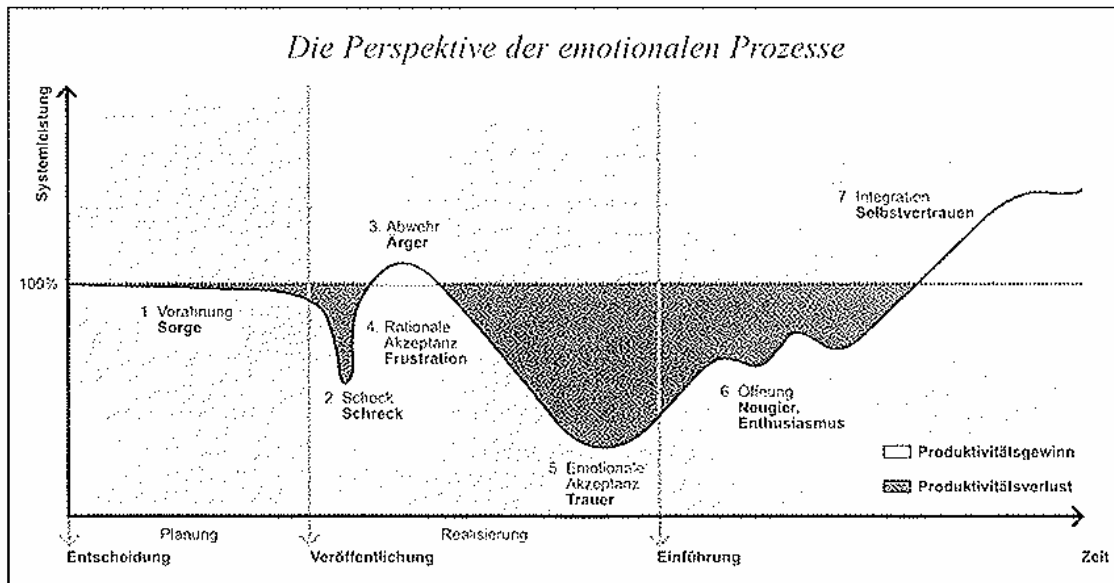 Die Perspektive der emotionalen Prozesse
Systemleistung
100%
1 Vorahnung
Sorge
2 Schock
Schreck
3. Abwehr
Ärger
4. Rationale
Akzeptanz
Frustration
5 Emotionale
Akzeptanz
Trauer
6 Öffnung
Neugier,
Enthusiasmus
7 Integration
Selbstvertrauen
Produktivitätsgewinn
Produktivitätsverlust
Planung
Realisierung
Entscheidung
Veröffentlichung
Einführung
Zeit